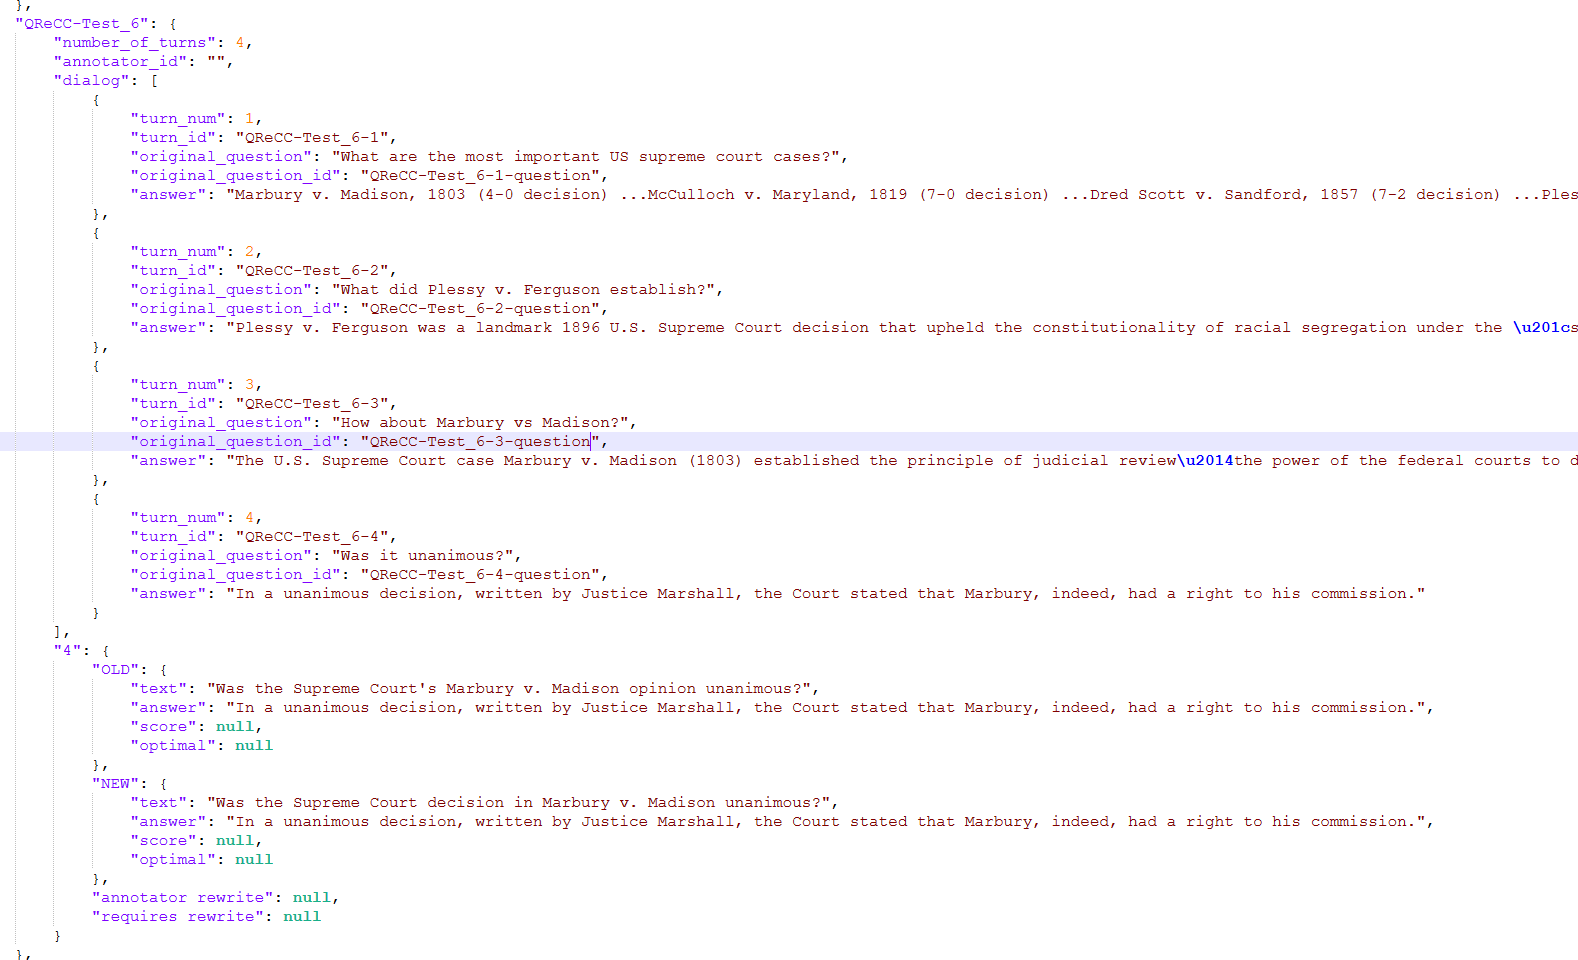 },
"QReCC-Test_6": {
"number_of_turns": 4,
"annotator_id": "",
"dialog": [
{
"turn_num": 1,
"turn_id": "QReCC-Test_6-1",
"original_question": "What are the most important US supreme court cases?",
"original_question_id": "QReCC-Test_6-1-question",
"answer": "Marbury v. Madison, 1803 (4-0 decision) ...McCulloch v. Maryland, 1819 (7-0 decision) ...Dred Scott v. Sandford, 1857 (7-2 decision) ...Ples
},
{
"turn_num": 2,
"turn_id": "QReCC-Test_6-2",
"original_question": "What did Plessy v. Ferguson establish?",
"original_question_id": "QReCC-Test_6-2-question",
"answer": "Plessy v. Ferguson was a landmark 1896 U.S. Supreme Court decision that upheld the constitutionality of racial segregation under the \u201cs
},
{
"turn_num": 3,
"turn_id": "QReCC-Test_6-3",
"original_question": "How about Marbury vs Madison?",
"original_question_id": "QReCC-Test_6-3-question",
"answer": "The U.S. Supreme Court case Marbury v. Madison (1803) established the principle of judicial review\u2014the power of the federal courts to d
},
{
"turn_num": 4,
"turn_id": "QReCC-Test_6-4",
"original_question": "Was it unanimous?",
"original_question_id": "QReCC-Test_6-4-question",
"answer": "In a unanimous decision, written by Justice Marshall, the Court stated that Marbury, indeed, had a right to his commission."
}
],
"4": {
"OLD": {
"text": "Was the Supreme Court's Marbury v. Madison opinion unanimous?",
"answer": "In a unanimous decision, written by Justice Marshall, the Court stated that Marbury, indeed, had a right to his commission.",
"score": null,
"optimal": null
},
"NEW": {
"text": "Was the Supreme Court decision in Marbury v. Madison unanimous?",
"answer": "In a unanimous decision, written by Justice Marshall, the Court stated that Marbury, indeed, had a right to his commission.",
"score": null,
"optimal": null
},
"annotator rewrite": null,
"requires rewrite": null
}
},